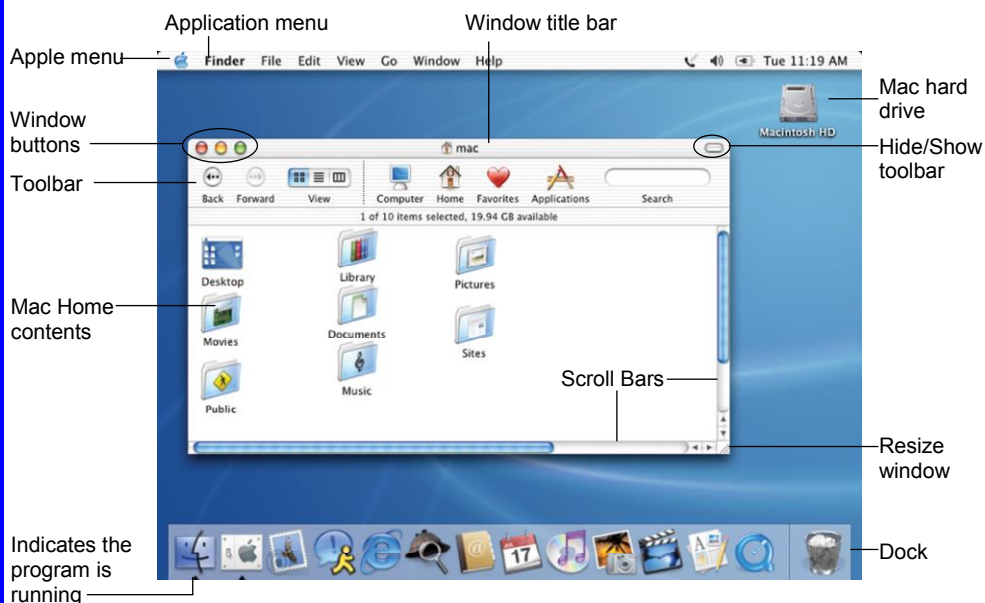 Application menu
Window title bar
Apple menu
Finder File Edit View Go Window Help
Tue 11:19 AM
Mac hard
drive
Macintosh HD
Window
buttons
mac
Hide/Show
toolbar
Toolbar
Back Forward View Computer Home Favorites Applications Search
1 of 10 items selected, 19.94 GB available
Desktop
Library
Pictures
Mac Home
contents
Movies
Documents
Sites
Scroll Bars
Music
Public
Resize
window
JUL
17
Indicates the
program is
running
Dock